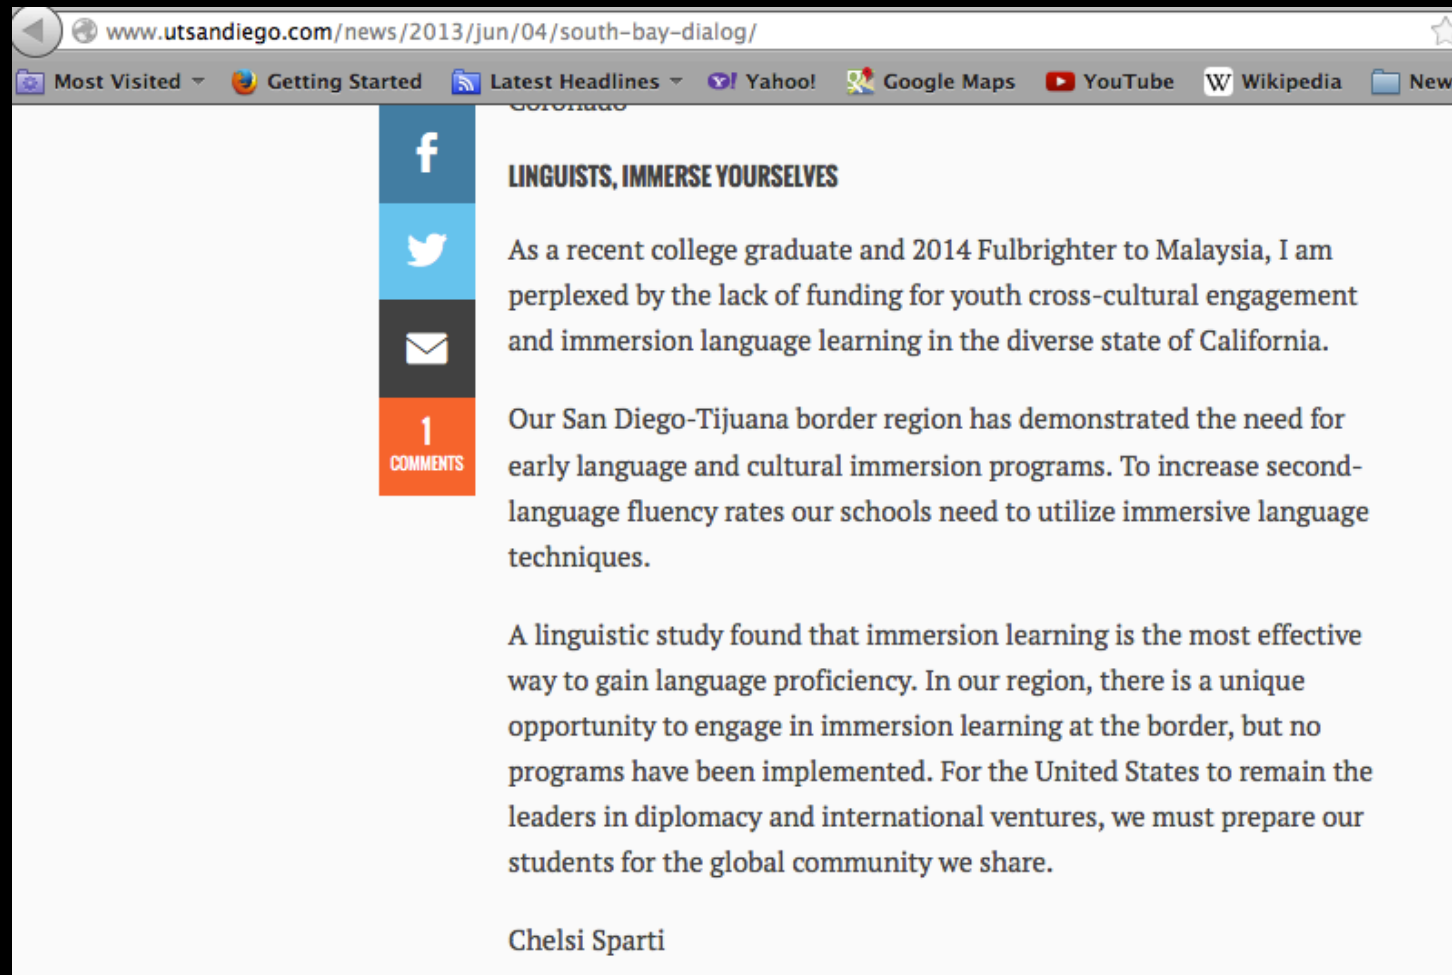 www.utsandiego.com/news/2013/jun/04/south-bay-dialog/
Most Visited Getting Started Latest Headlines Yahoo! Google Maps YouTube Wikipedia New
Coronado
f
LINGUISTS, IMMERSE YOURSELVES
As a recent college graduate and 2014 Fulbrighter to Malaysia, I am
perplexed by the lack of funding for youth cross-cultural engagement
and immersion language learning in the diverse state of California.
1
COMMENTS
Our San Diego-Tijuana border region has demonstrated the need for
early language and cultural immersion programs. To increase second-
language fluency rates our schools need to utilize immersive language
techniques.
A linguistic study found that immersion learning is the most effective
way to gain language proficiency. In our region, there is a unique
opportunity to engage in immersion learning at the border, but no
programs have been implemented. For the United States to remain the
leaders in diplomacy and international ventures, we must prepare our
students for the global community we share.
Chelsi Sparti